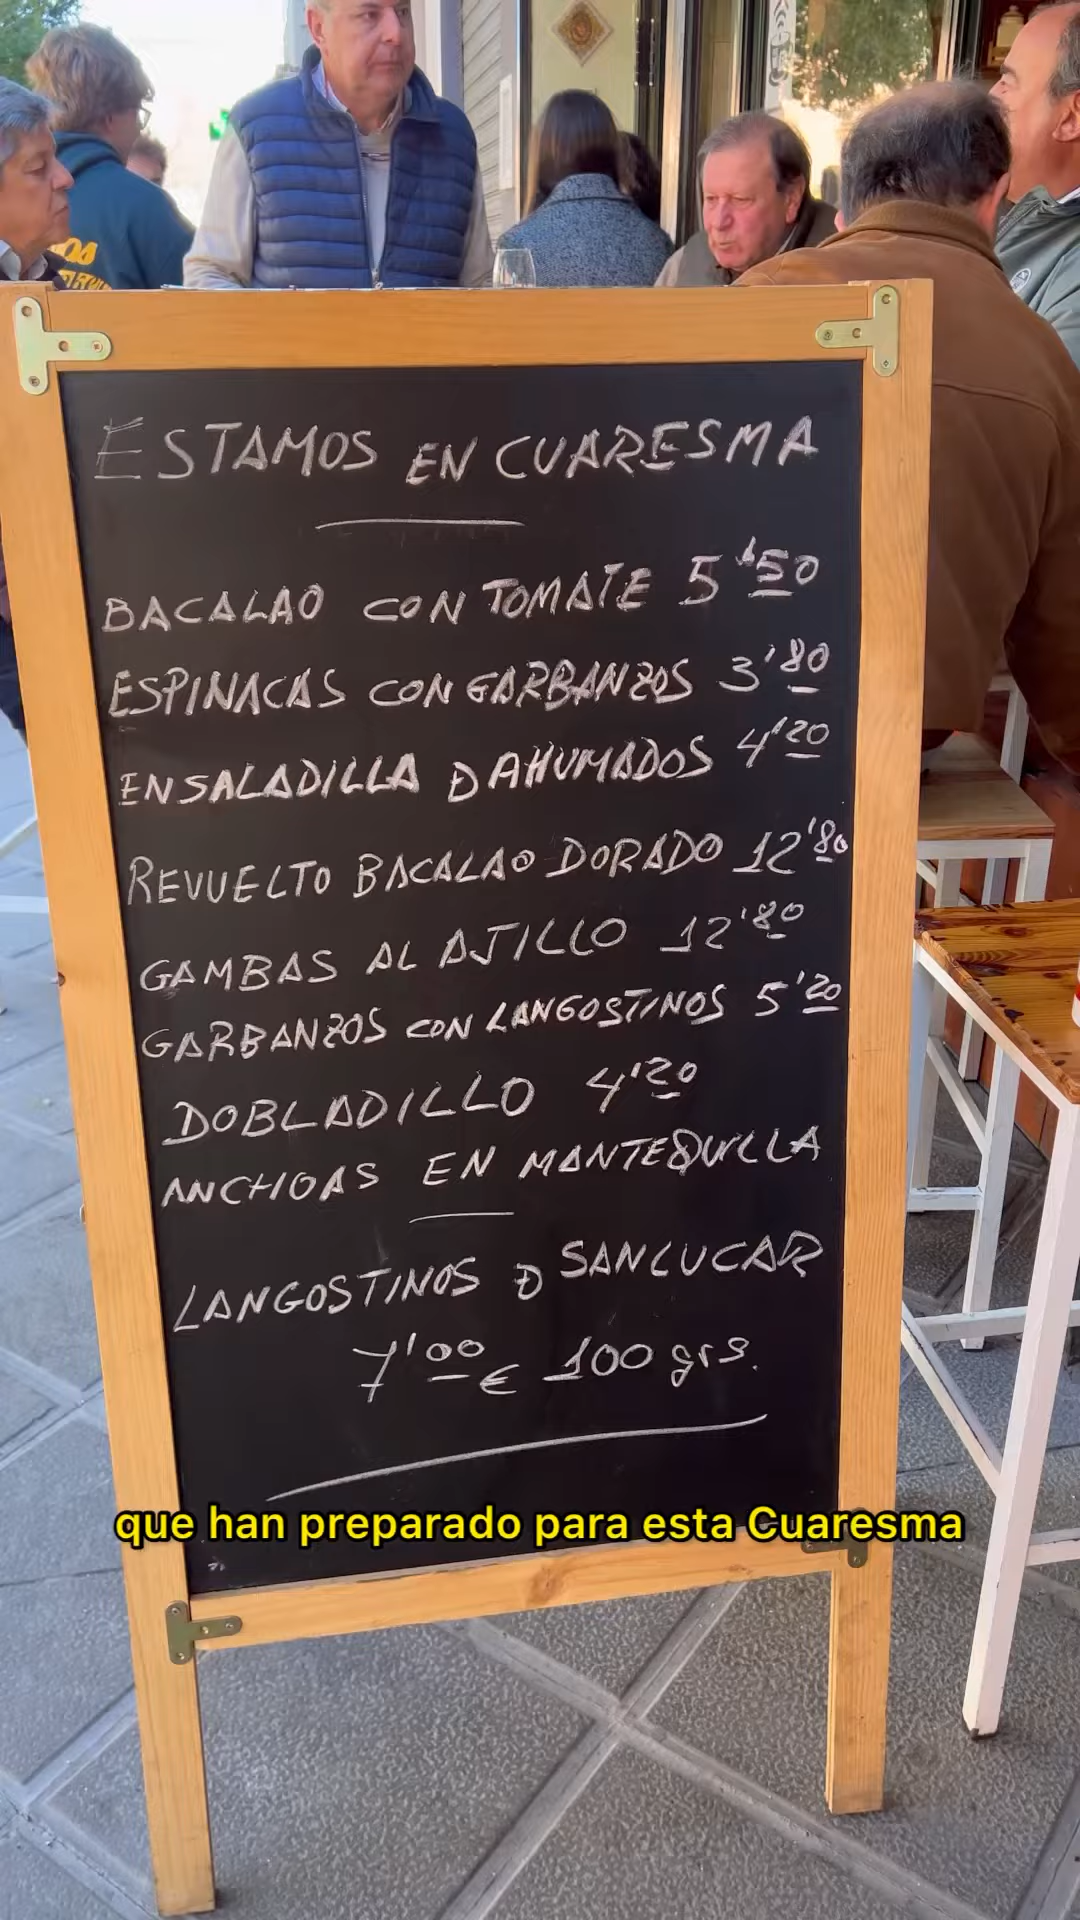 ESTAMOS EN CUARESMA
BACALAO CON TOMATE 5'50
ESPINACAS CON GARBANZOS 3'80
ENSALADILLA D AHUMADOS 4'20
REVUELTO BACALAO DORADO 12'80
GAMBAS AL AJILLO 12'80
GARBANZOS CON LANGOSTINOS 5'20
DOBLADILLO 4'20
ANCHOAS EN MANTEQUILLA
LANGOSTINOS D SANLUCAR
7'00 € 100 grs.
que han preparado para esta Cuaresma